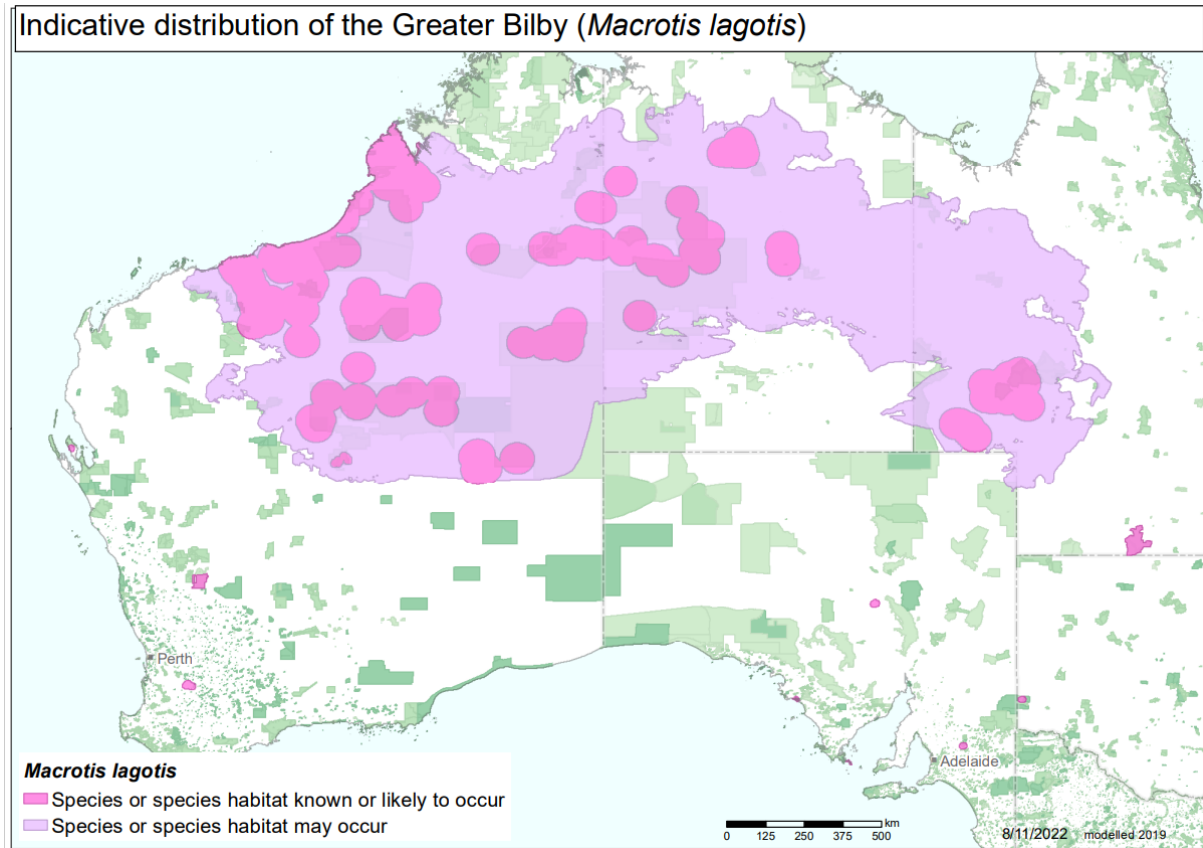 Indicative distribution of the Greater Bilby (Macrotis lagotis)
Perth
Adelaide
Macrotis lagotis
Species or species habitat known or likely to occur
Species or species habitat may occur
km
0 125 250 375 500
8/11/2022 modelled 2019